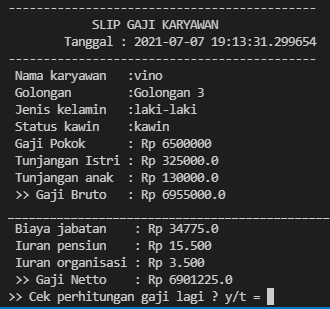 ---------------------------------------------
SLIP GAJI KARYAWAN
Tanggal : 2021-07-07 19:13:31.299654
---------------------------------------------
Nama karyawan :vino
Golongan :Golongan 3
Jenis kelamin :laki-laki
Status kawin :kawin
Gaji Pokok : Rp 6500000
Tunjangan Istri : Rp 325000.0
Tunjangan anak : Rp 130000.0
>> Gaji Bruto : Rp 6955000.0
_____________________________________________
Biaya jabatan : Rp 34775.0
Iuran pensiun : Rp 15.500
Iuran organisasi : Rp 3.500
>> Gaji Netto : Rp 6901225.0
>> Cek perhitungan gaji lagi ? y/t =